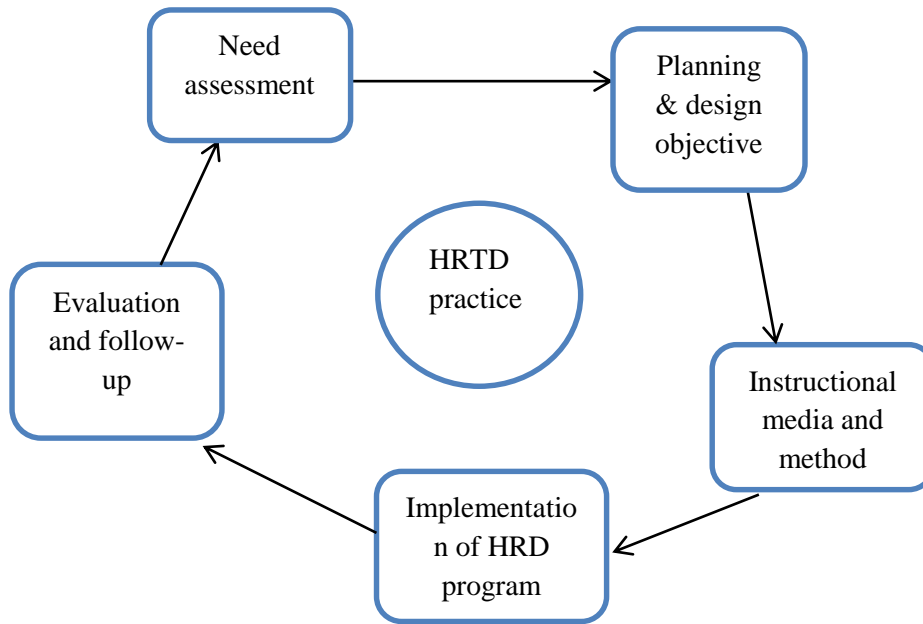 Need
assessment
Planning
& design
objective
HRTD
practice
Evaluation
and follow-
up
Instructional
media and
method
Implementatio
n of HRD
program